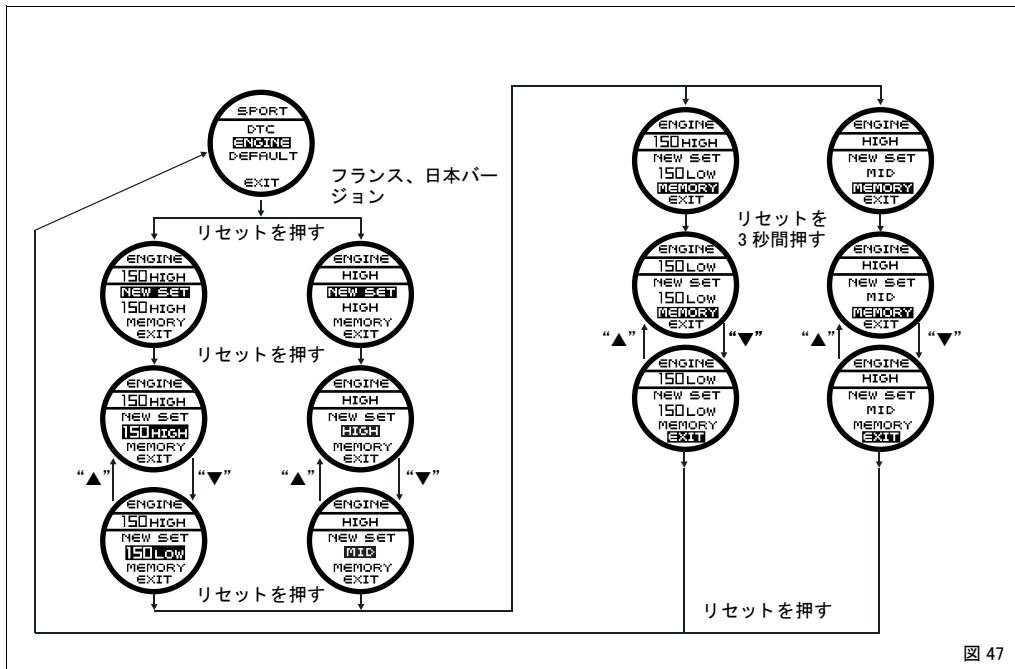 SPORT
DTC
ENGINE
DEFAULT
EXIT
フランス、日本バー
ジョン
リセットを押す
ENGINE
150HIGH
NEW SET
150HIGH
MEMORY
EXIT
ENGINE
HIGH
NEW SET
HIGH
MEMORY
EXIT
リセットを押す
ENGINE
150HIGH
NEW SET
150HIGH
MEMORY
EXIT
ENGINE
HIGH
NEW SET
HIGH
MEMORY
EXIT
“▲”
“▼”
“▲”
“▼”
ENGINE
150HIGH
NEW SET
150LOW
MEMORY
EXIT
ENGINE
HIGH
NEW SET
MID
MEMORY
EXIT
リセットを押す
ENGINE
150HIGH
NEW SET
150LOW
MEMORY
EXIT
ENGINE
HIGH
NEW SET
MID
MEMORY
EXIT
リセットを
3 秒間押す
ENGINE
150LOW
NEW SET
150LOW
MEMORY
EXIT
ENGINE
HIGH
NEW SET
MID
MEMORY
EXIT
“▲”
“▼”
“▲”
“▼”
ENGINE
150LOW
NEW SET
150LOW
MEMORY
EXIT
ENGINE
HIGH
NEW SET
MID
MEMORY
EXIT
リセットを押す
図 47